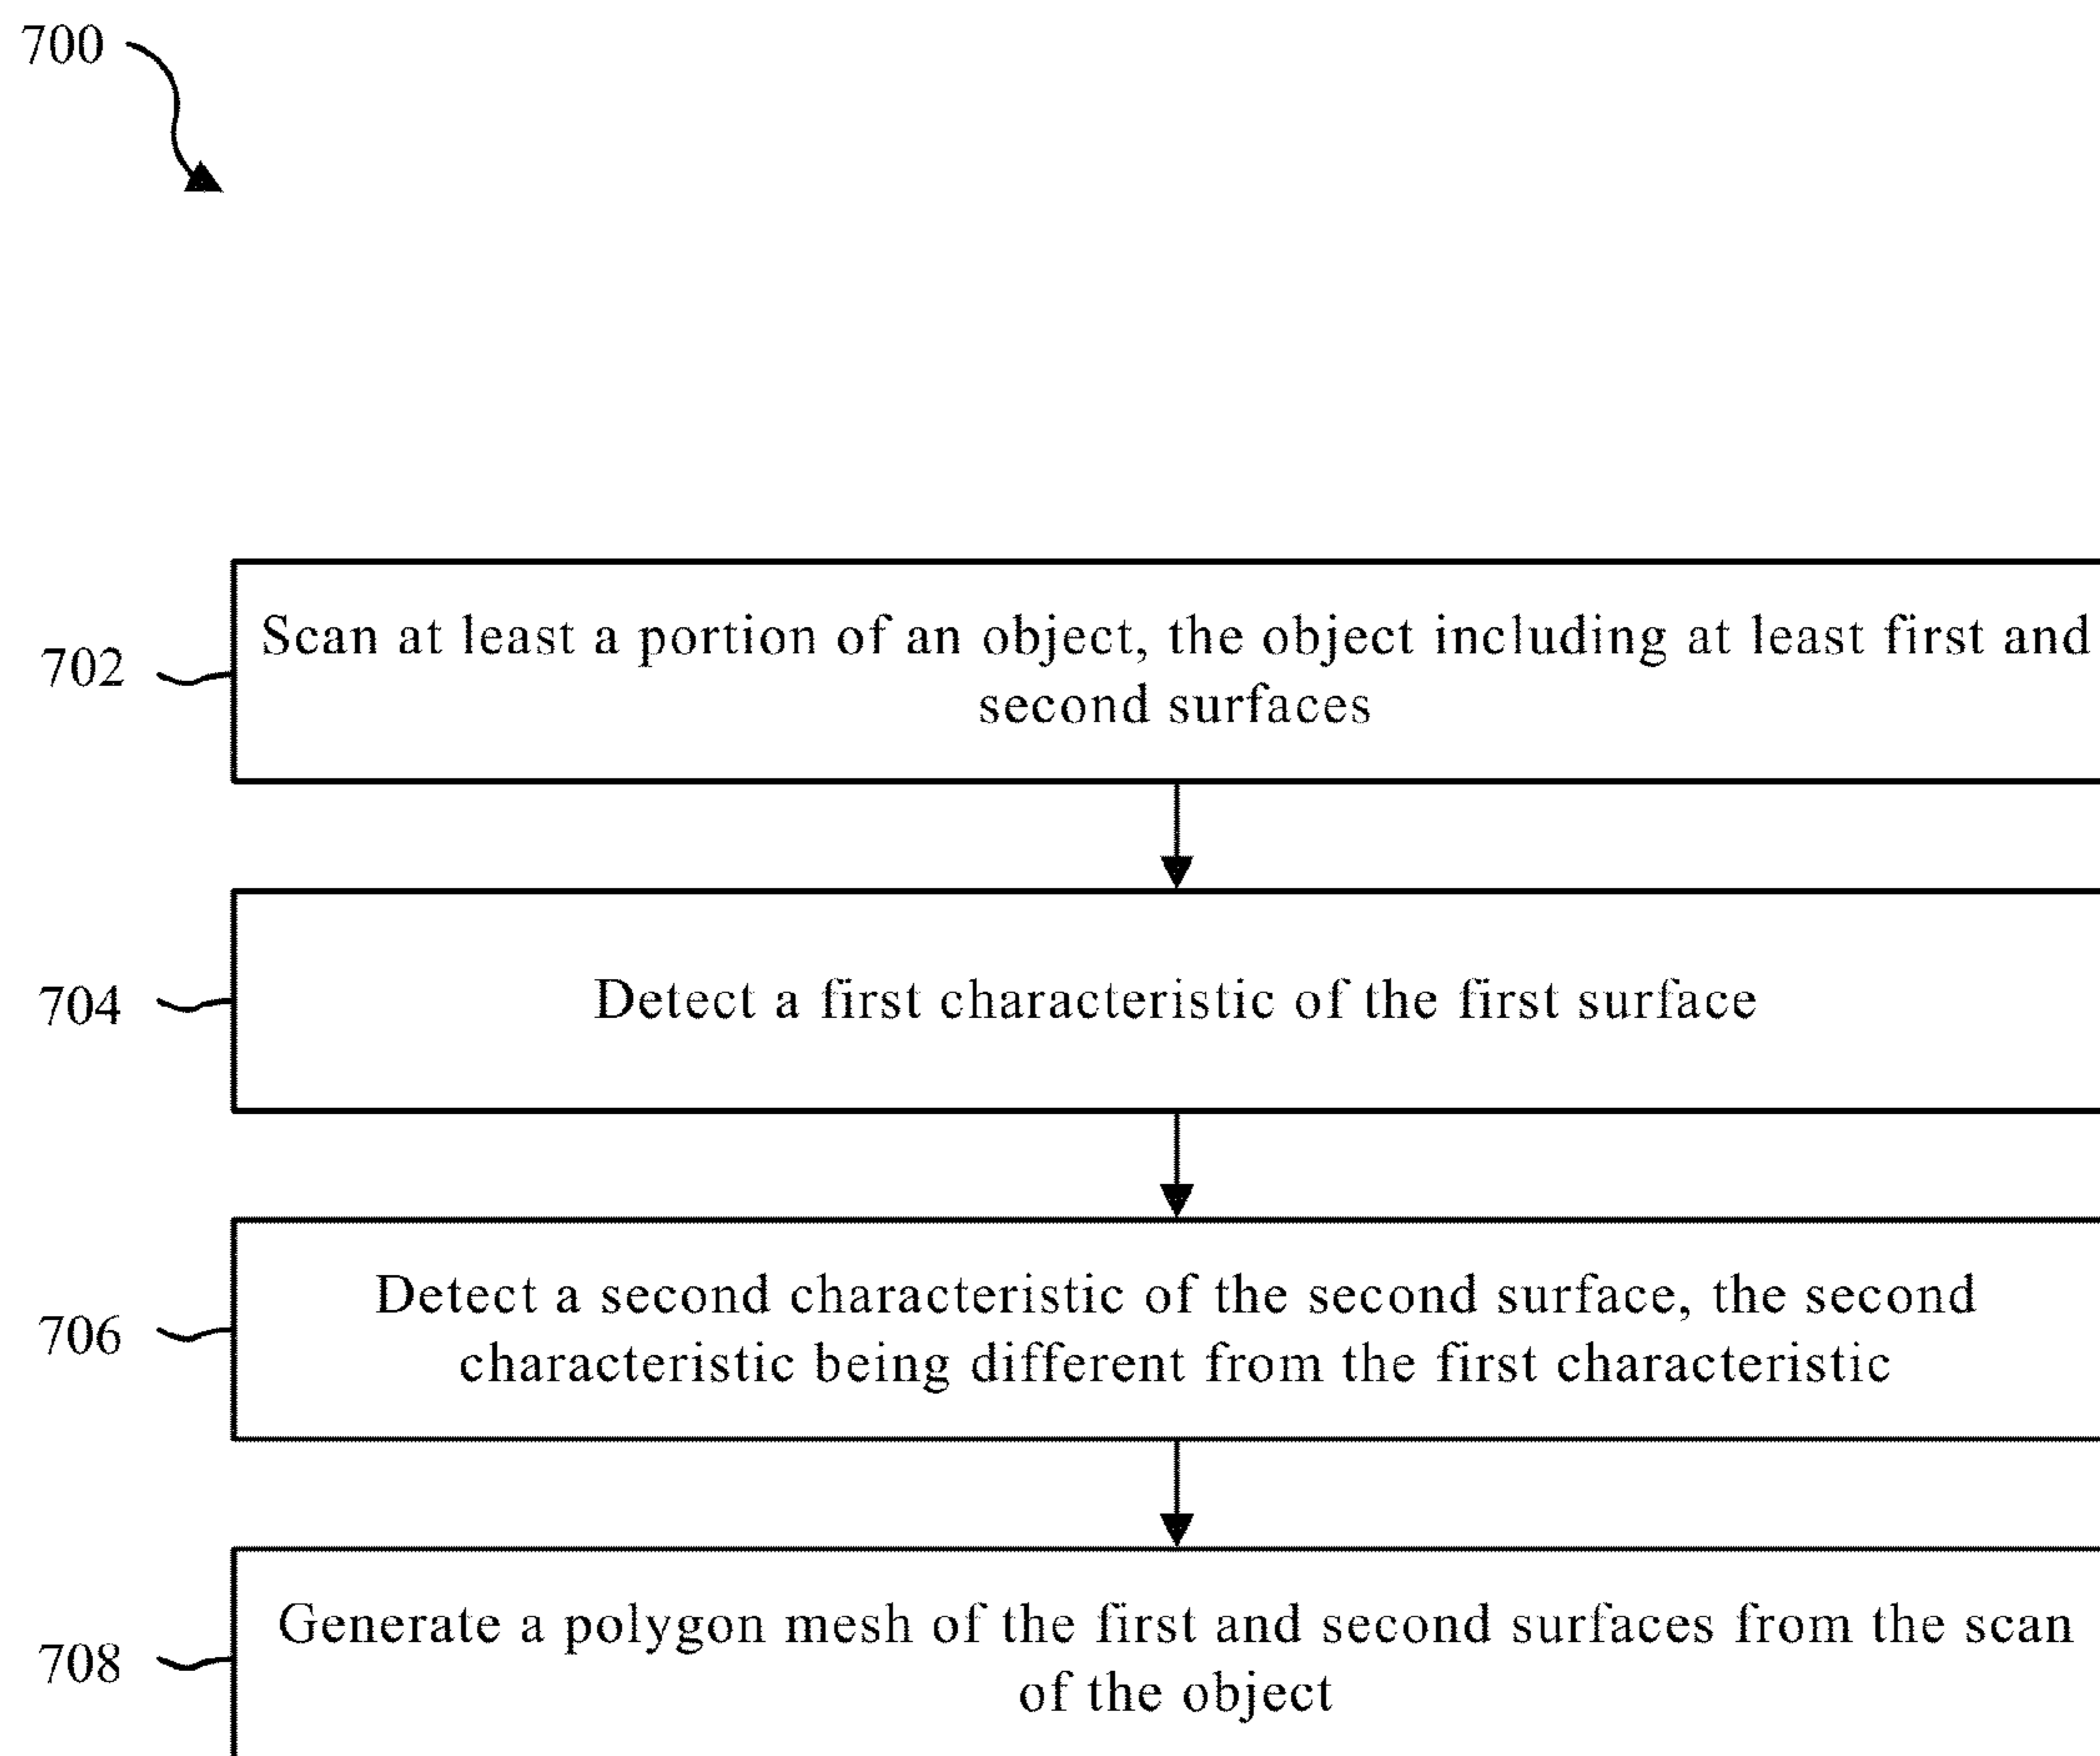 700
702
Scan at least a portion of an object, the object including at least first and
second surfaces
704
Detect a first characteristic of the first surface
706
Detect a second characteristic of the second surface, the second
characteristic being different from the first characteristic
708
Generate a polygon mesh of the first and second surfaces from the scan
of the object